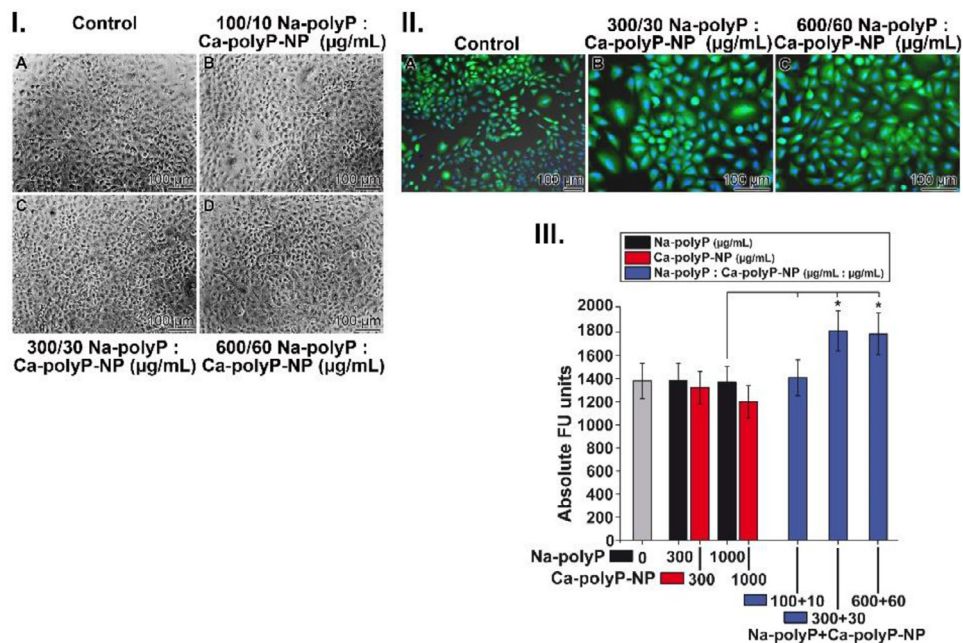 I.
Control
100/10 Na-polyP :
Ca-polyP-NP (µg/mL)
A
100 µm
B
100 µm
C
100 µm
D
100 µm
300/30 Na-polyP :
Ca-polyP-NP (µg/mL)
600/60 Na-polyP :
Ca-polyP-NP (µg/mL)
II.
Control
300/30 Na-polyP :
Ca-polyP-NP (µg/mL)
600/60 Na-polyP :
Ca-polyP-NP (µg/mL)
A
100 µm
B
100 µm
C
100 µm
III.
Na-polyP (µg/mL)
Ca-polyP-NP (µg/mL)
Na-polyP : Ca-polyP-NP (µg/mL : µg/mL)
Absolute FU units
2000
1800
1600
1400
1200
1000
800
600
400
200
0
* *
Na-polyP 0 300 1000
Ca-polyP-NP 300 1000
100+10 600+60
300+30
Na-polyP+Ca-polyP-NP